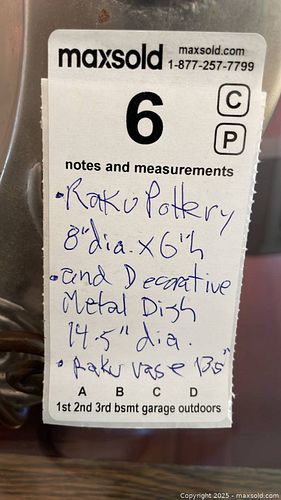 maxsold maxsold.com
1-877-257-7799
6 C
P
notes and measurements
• Raku Pottery
8" dia. x 6" h
• and Decorative
Metal Dish
14.5" dia.
• Raku vase 13.5"
A B C D
1st 2nd 3rd bsmt garage outdoors
Copyright © 2025 - maxsold.com